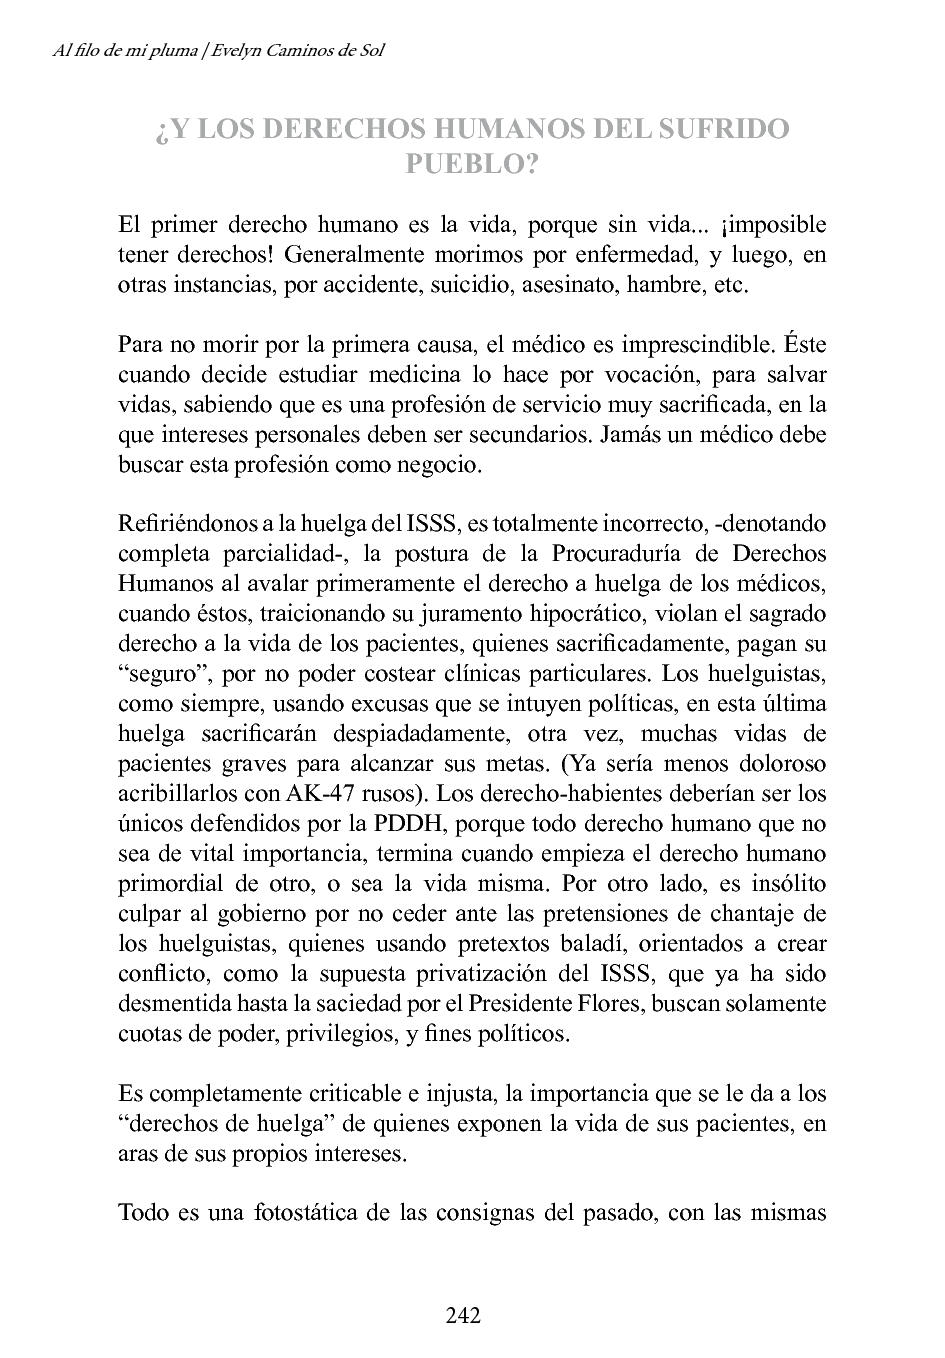 Al filo de mi pluma | Evelyn Caminos de Sol
¿Y LOS DERECHOS HUMANOS DEL SUFRIDO
PUEBLO?
El primer derecho humano es la vida, porque sin vida... ¡imposible
tener derechos! Generalmente morimos por enfermedad, y luego, en
otras instancias, por accidente, suicidio, asesinato, hambre, etc.
Para no morir por la primera causa, el médico es imprescindible. Éste
cuando decide estudiar medicina lo hace por vocación, para salvar
vidas, sabiendo que es una profesión de servicio muy sacrificada, en la
que intereses personales deben ser secundarios. Jamás un médico debe
buscar esta profesión como negocio.
Refiriéndonos a la huelga del ISSS, es totalmente incorrecto, -denotando
completa parcialidad-, la postura de la Procuraduría de Derechos
Humanos al avalar primeramente el derecho a huelga de los médicos,
cuando éstos, traicionando su juramento hipocrático, violan el sagrado
derecho a la vida de los pacientes, quienes sacrificadamente, pagan su
“seguro”, por no poder costear clínicas particulares. Los huelguistas,
como siempre, usando excusas que se intuyen políticas, en esta última
huelga sacrificarán despiadadamente, otra vez, muchas vidas de
pacientes graves para alcanzar sus metas. (Ya sería menos doloroso
acribillarlos con AK-47 rusos). Los derecho-habientes deberían ser los
únicos defendidos por la PDDH, porque todo derecho humano que no
sea de vital importancia, termina cuando empieza el derecho humano
primordial de otro, o sea la vida misma. Por otro lado, es insólito
culpar al gobierno por no ceder ante las pretensiones de chantaje de
los huelguistas, quienes usando pretextos baladí, orientados a crear
conflicto, como la supuesta privatización del ISSS, que ya ha sido
desmentida hasta la saciedad por el Presidente Flores, buscan solamente
cuotas de poder, privilegios, y fines políticos.
Es completamente criticable e injusta, la importancia que se le da a los
“derechos de huelga” de quienes exponen la vida de sus pacientes, en
aras de sus propios intereses.
Todo es una fotostática de las consignas del pasado, con las mismas
242